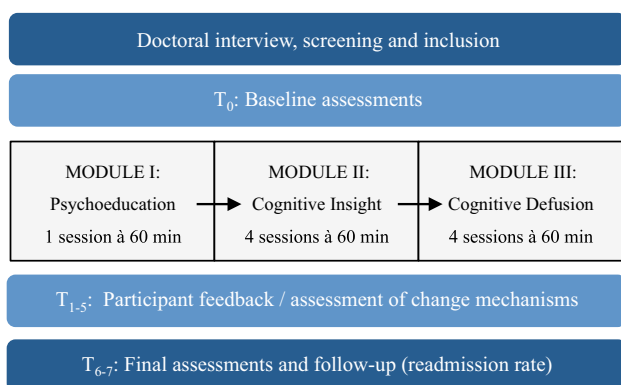 Doctoral interview, screening and inclusion
T0: Baseline assessments
MODULE I:
Psychoeducation
1 session à 60 min
MODULE II:
Cognitive Insight
4 sessions à 60 min
MODULE III:
Cognitive Defusion
4 sessions à 60 min
T1-5: Participant feedback / assessment of change mechanisms
T6-7: Final assessments and follow-up (readmission rate)